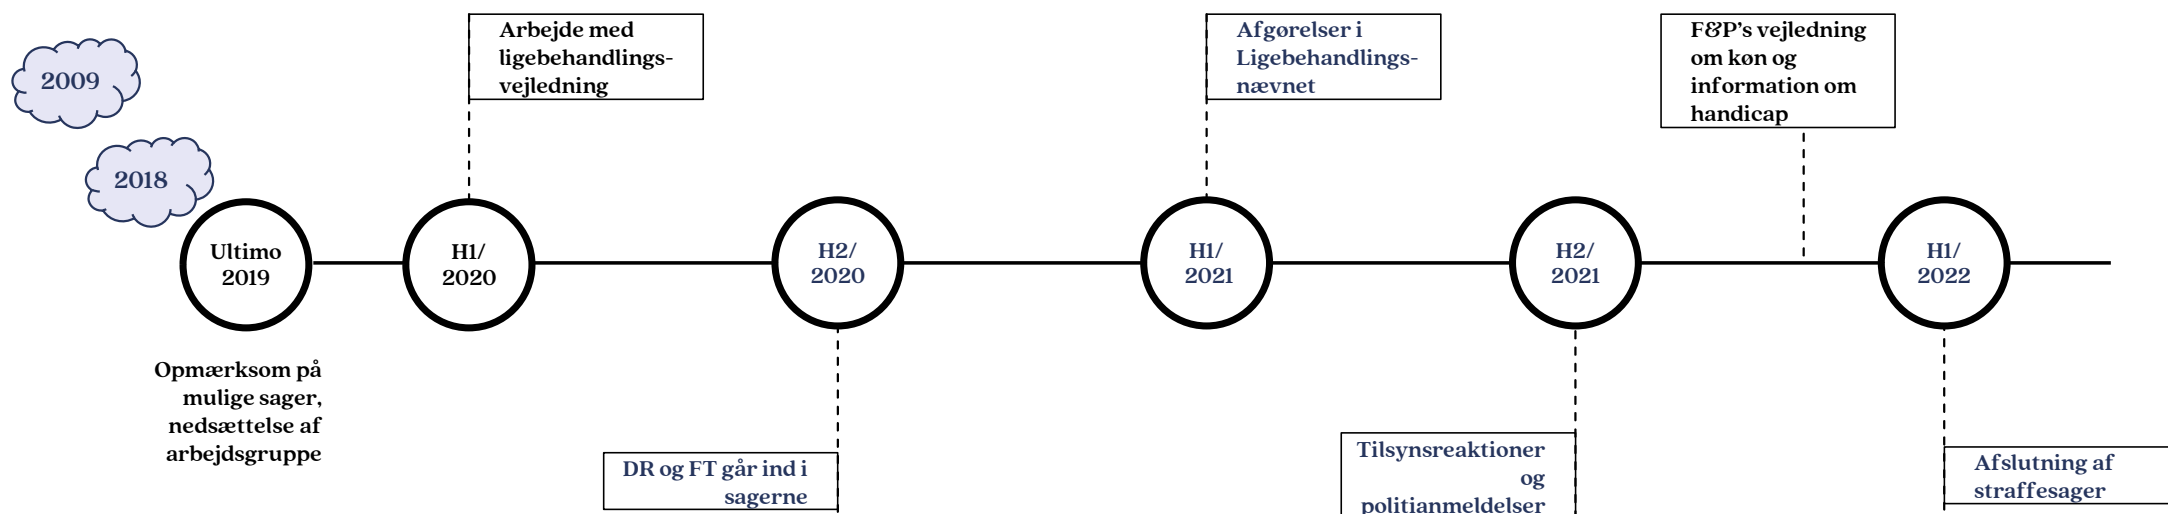 2009
2018
Ultimo
2019
Opmærksom på
mulige sager,
nedsættelse af
arbejdsgruppe
Arbejde med
ligebehandlings-
vejledning
H1/
2020
H2/
2020
DR og FT går ind i
sagerne
Afgørelser i
Ligebehandlings-
nævnet
H1/
2021
H2/
2021
Tilsynsreaktioner
og
politianmeldelser
F&P's vejledning
om køn og
information om
handicap
H1/
2022
Afslutning af
straffesager